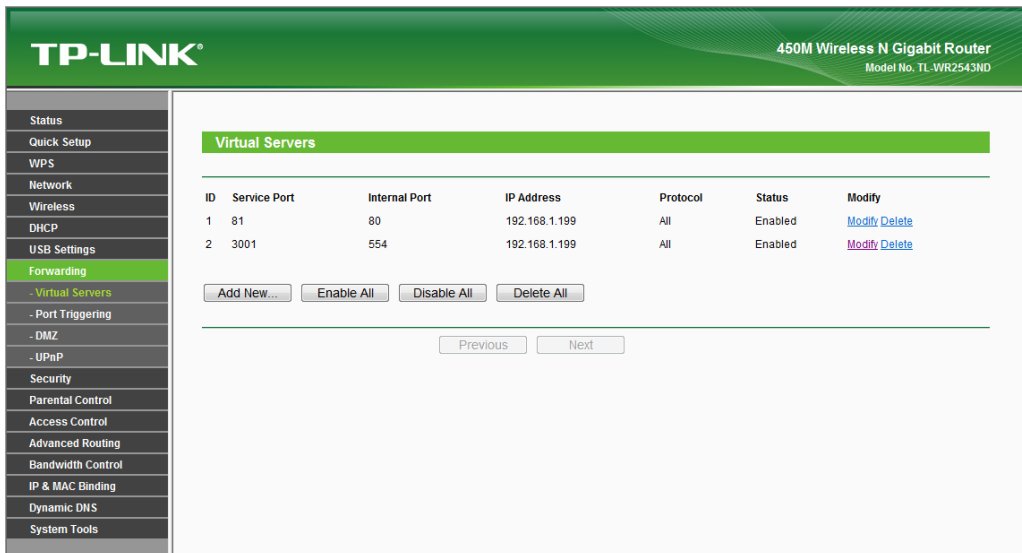 TP-LINK®
450M Wireless N Gigabit Router
Model No. TL-WR2543ND
Status
Quick Setup
WPS
Network
Wireless
DHCP
USB Settings
Forwarding
- Virtual Servers
- Port Triggering
- DMZ
- UPnP
Security
Parental Control
Access Control
Advanced Routing
Bandwidth Control
IP & MAC Binding
Dynamic DNS
System Tools
Virtual Servers
ID Service Port Internal Port IP Address Protocol Status Modify
1 81 80 192.168.1.199 All Enabled Modify Delete
2 3001 554 192.168.1.199 All Enabled Modify Delete
Add New... Enable All Disable All Delete All
Previous Next